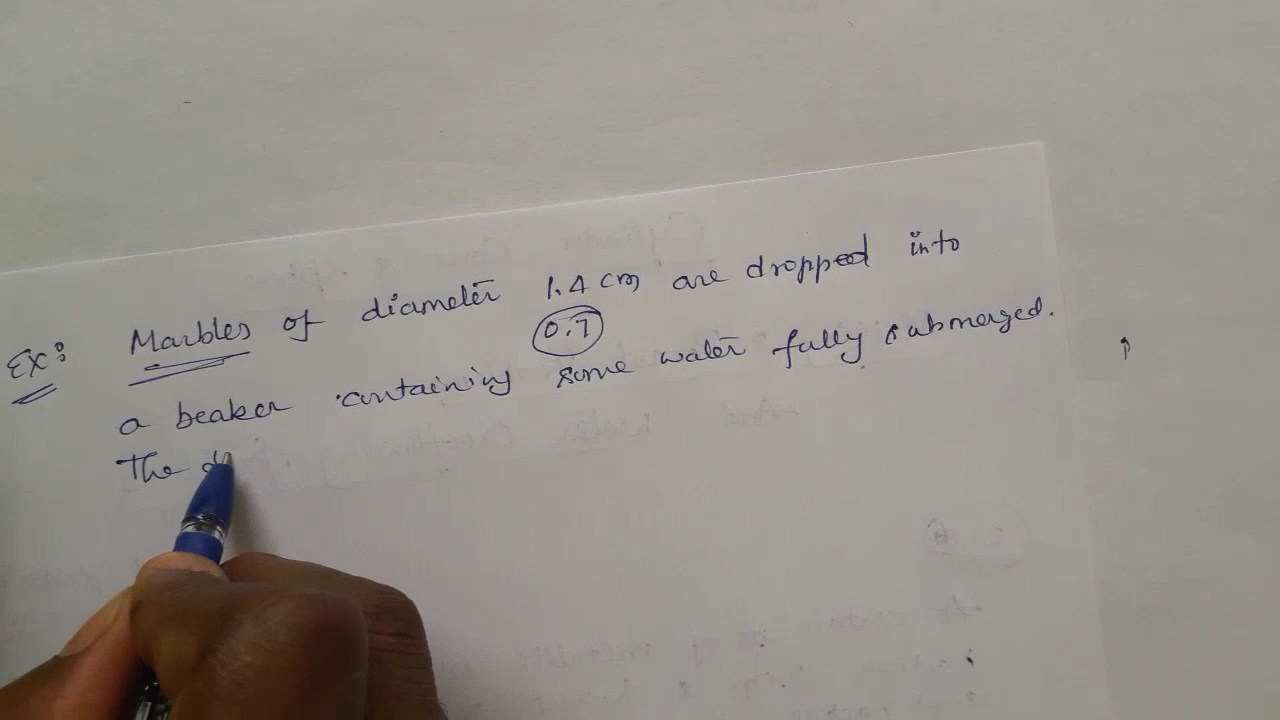 Ex: Marbles of diameter 1.4 cm are dropped into
0.7
a beaker containing some water fully submerged.
The d